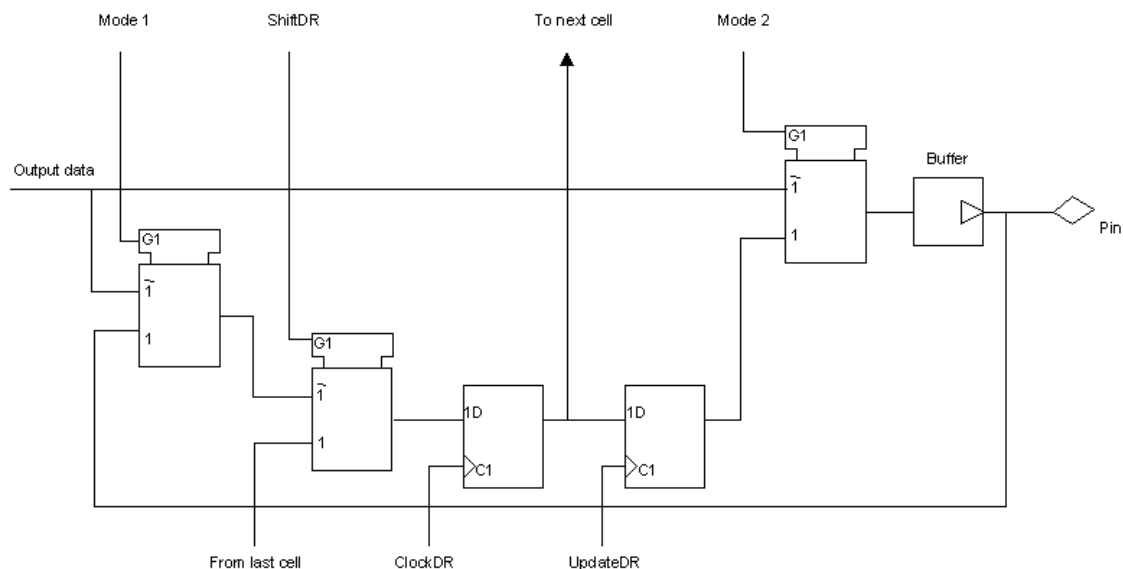 Mode 1
ShiftDR
To next cell
Mode 2
G1
Output data
Buffer
1
1
Pin
G1
1
1
G1
1
1
1D
C1
1D
C1
From last cell
ClockDR
UpdateDR